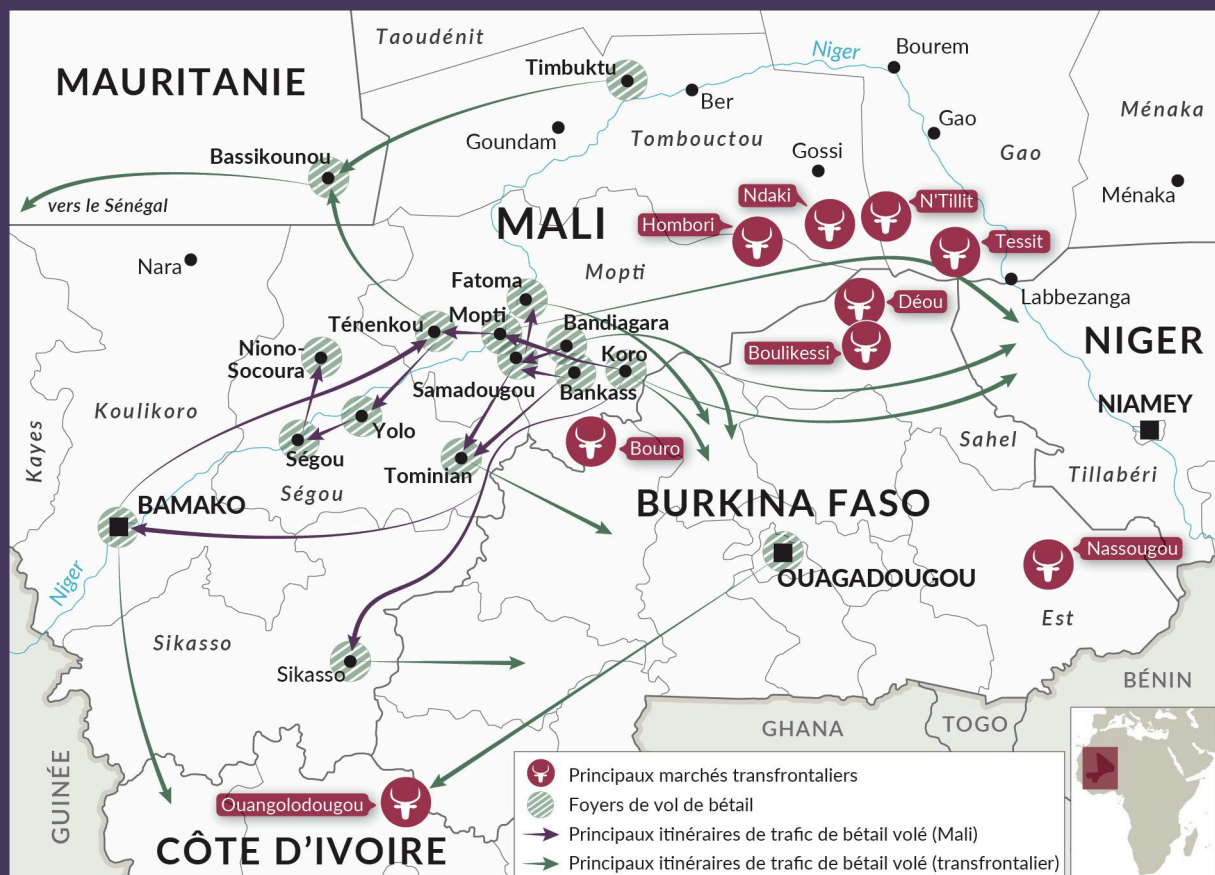 Taoudénit
MAURITANIE
Timbuktu
Niger
Bourem
Ber
Goundam
Tombouctou
Gao
Gao
Ménaka
Ménaka
Bassikounou
vers le Sénégal
Gossi
Ndaki
N'Tillit
Hombori
Tessit
MALI
Nara
Mopti
Fatoma
Labbezanga
Déou
Mopti
Ténenkou
Bandiagara
NIGER
Niono-
Socoura
Koro
Boulikessi
Samadougou
Bankass
Koulikoro
Kayes
Yolo
NIAMEY
Ségou
Sahel
Bouro
Tillabéri
Tominian
Ségou
BAMAKO
BURKINA FASO
Nassougou
OUAGADOUGOU
Niger
Est
Sikasso
Sikasso
BÉNIN
GHANA
TOGO
GUINÉE
Ouangolodougou
CÔTE D'IVOIRE
Principaux marchés transfrontaliers
Foyers de vol de bétail
Principaux itinéraires de trafic de bétail volé (Mali)
Principaux itinéraires de trafic de bétail volé (transfrontalier)